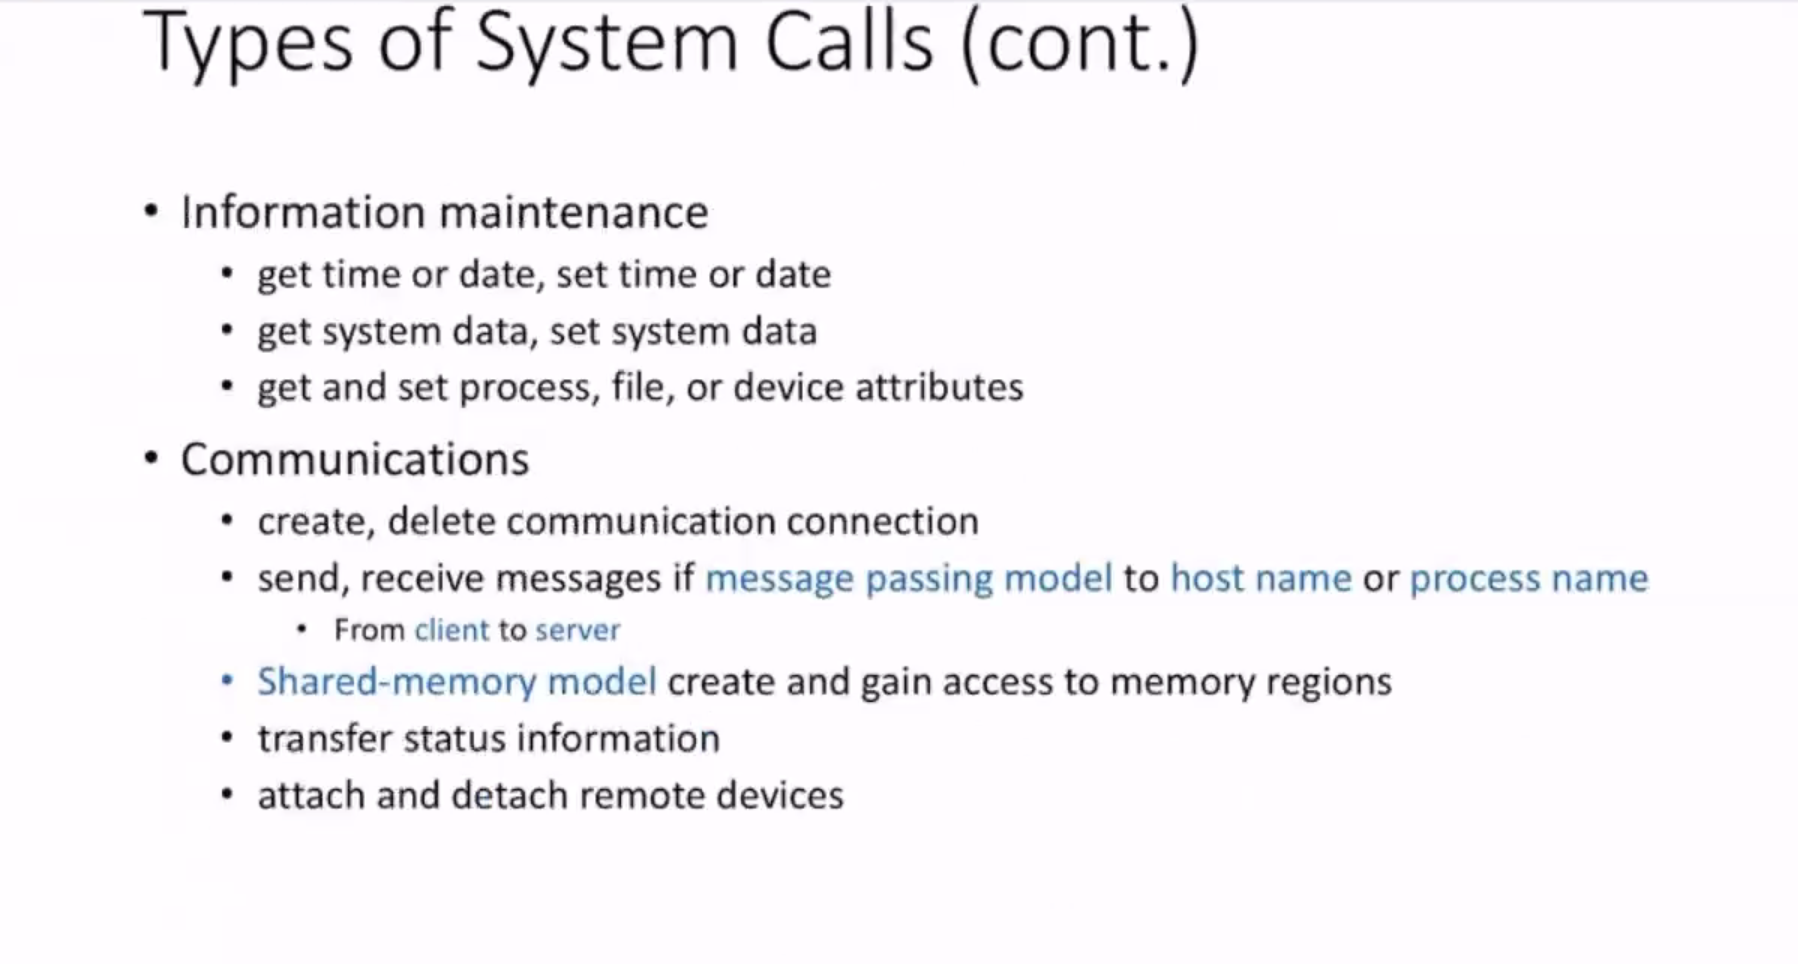 Types of System Calls (cont.)
• Information maintenance
• get time or date, set time or date
• get system data, set system data
• get and set process, file, or device attributes
• Communications
• create, delete communication connection
• send, receive messages if message passing model to host name or process name
• From client to server
• Shared-memory model create and gain access to memory regions
• transfer status information
• attach and detach remote devices